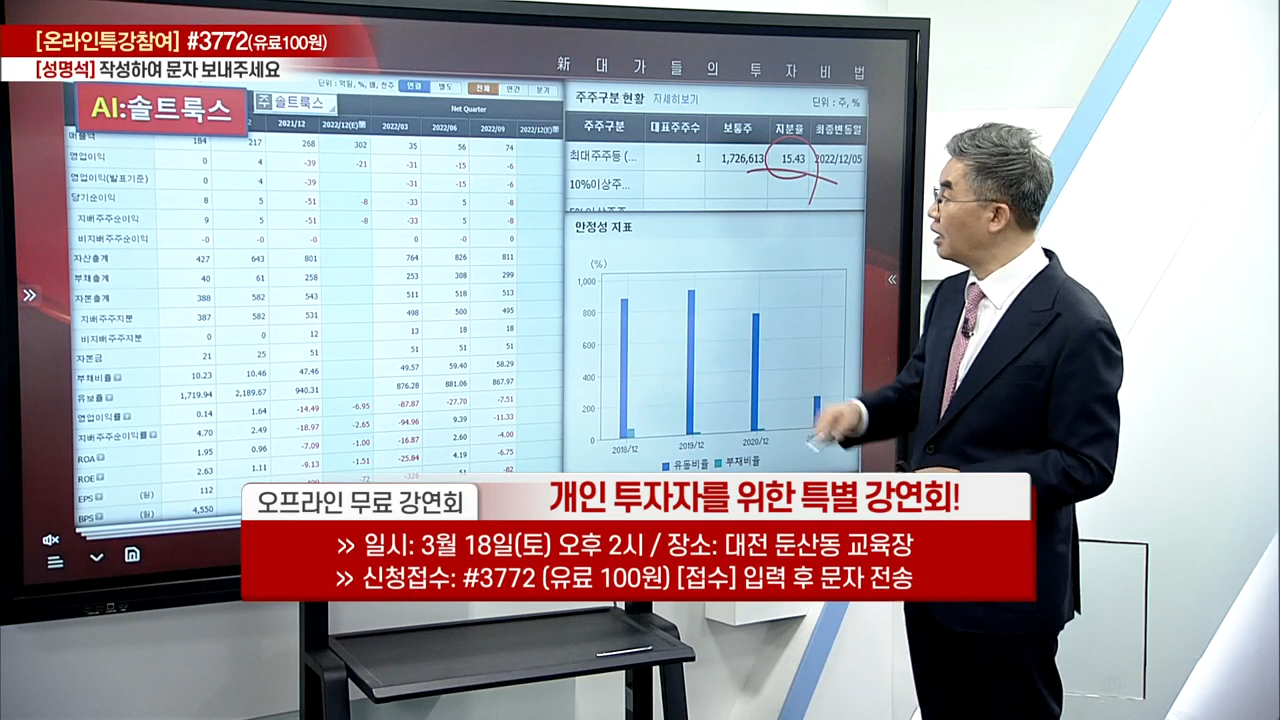 [온라인특강참여] #3772(유료100원)
[성명석] 작성하여 문자 보내주세요
新 대 가 들 의 투 자 비 법
AI:솔트룩스
주 솔트룩스
단위 : 억원, %, 배, 천주 연결 별도 전체 연간 분기
Net Quarter
2021/12 2022/12(E) 2022/03 2022/06 2022/09 2022/12(E)
매출액 184 217 268 302 35 56 74
영업이익 0 4 -39 -21 -31 -15 -6
영업이익(발표기준) 0 4 -39 -31 -15 -6
당기순이익 8 5 -51 -8 -33 5 -8
지배주주순이익 9 5 -51 -8 -33 5 -8
비지배주주순이익 -0 -0 -0 0 -0 0
자산총계 427 643 801 764 826 811
부채총계 40 61 258 253 308 299
자본총계 388 582 543 511 518 513
지배주주지분 387 582 531 498 500 495
비지배주주지분 0 0 12 13 18 18
자본금 21 25 51 51 51 51
부채비율 10.23 10.46 47.46 49.57 59.40 58.29
유보율 1,719.94 2,189.67 940.31 876.28 881.06 867.97
영업이익률 0.14 1.64 -14.49 -6.95 -87.87 -27.70 -7.51
지배주주순이익률 4.70 2.49 -18.97 -2.65 -94.96 9.39 -11.33
ROA 1.95 0.96 -7.09 -1.00 -16.87 2.60 -4.00
ROE 2.63 1.11 -9.13 -1.51 -25.84 4.19 -6.75
EPS (원) 112 -72 -326 51 -82
BPS (원) 4,550
주주구분 현황 자세히보기 단위 : 주, %
주주구분 대표주주수 보통주 지분율 최종변동일
최대주주등 (... 1 1,726,613 15.43 2022/12/05
10%이상주...
안정성 지표
(%)
1,000
800
600
400
200
0
2018/12 2019/12 2020/12
유동비율 부채비율
오프라인 무료 강연회
개인 투자자를 위한 특별 강연회!
» 일시: 3월 18일(토) 오후 2시 / 장소: 대전 둔산동 교육장
» 신청접수: #3772 (유료 100원) [접수] 입력 후 문자 전송